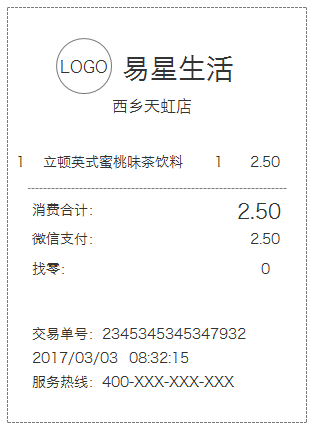 LOGO 易星生活
西乡天虹店
1 立顿英式蜜桃味茶饮料 1 2.50
消费合计： 2.50
微信支付： 2.50
找零： 0
交易单号：2345345345347932
2017/03/03 08:32:15
服务热线：400-XXX-XXX-XXX